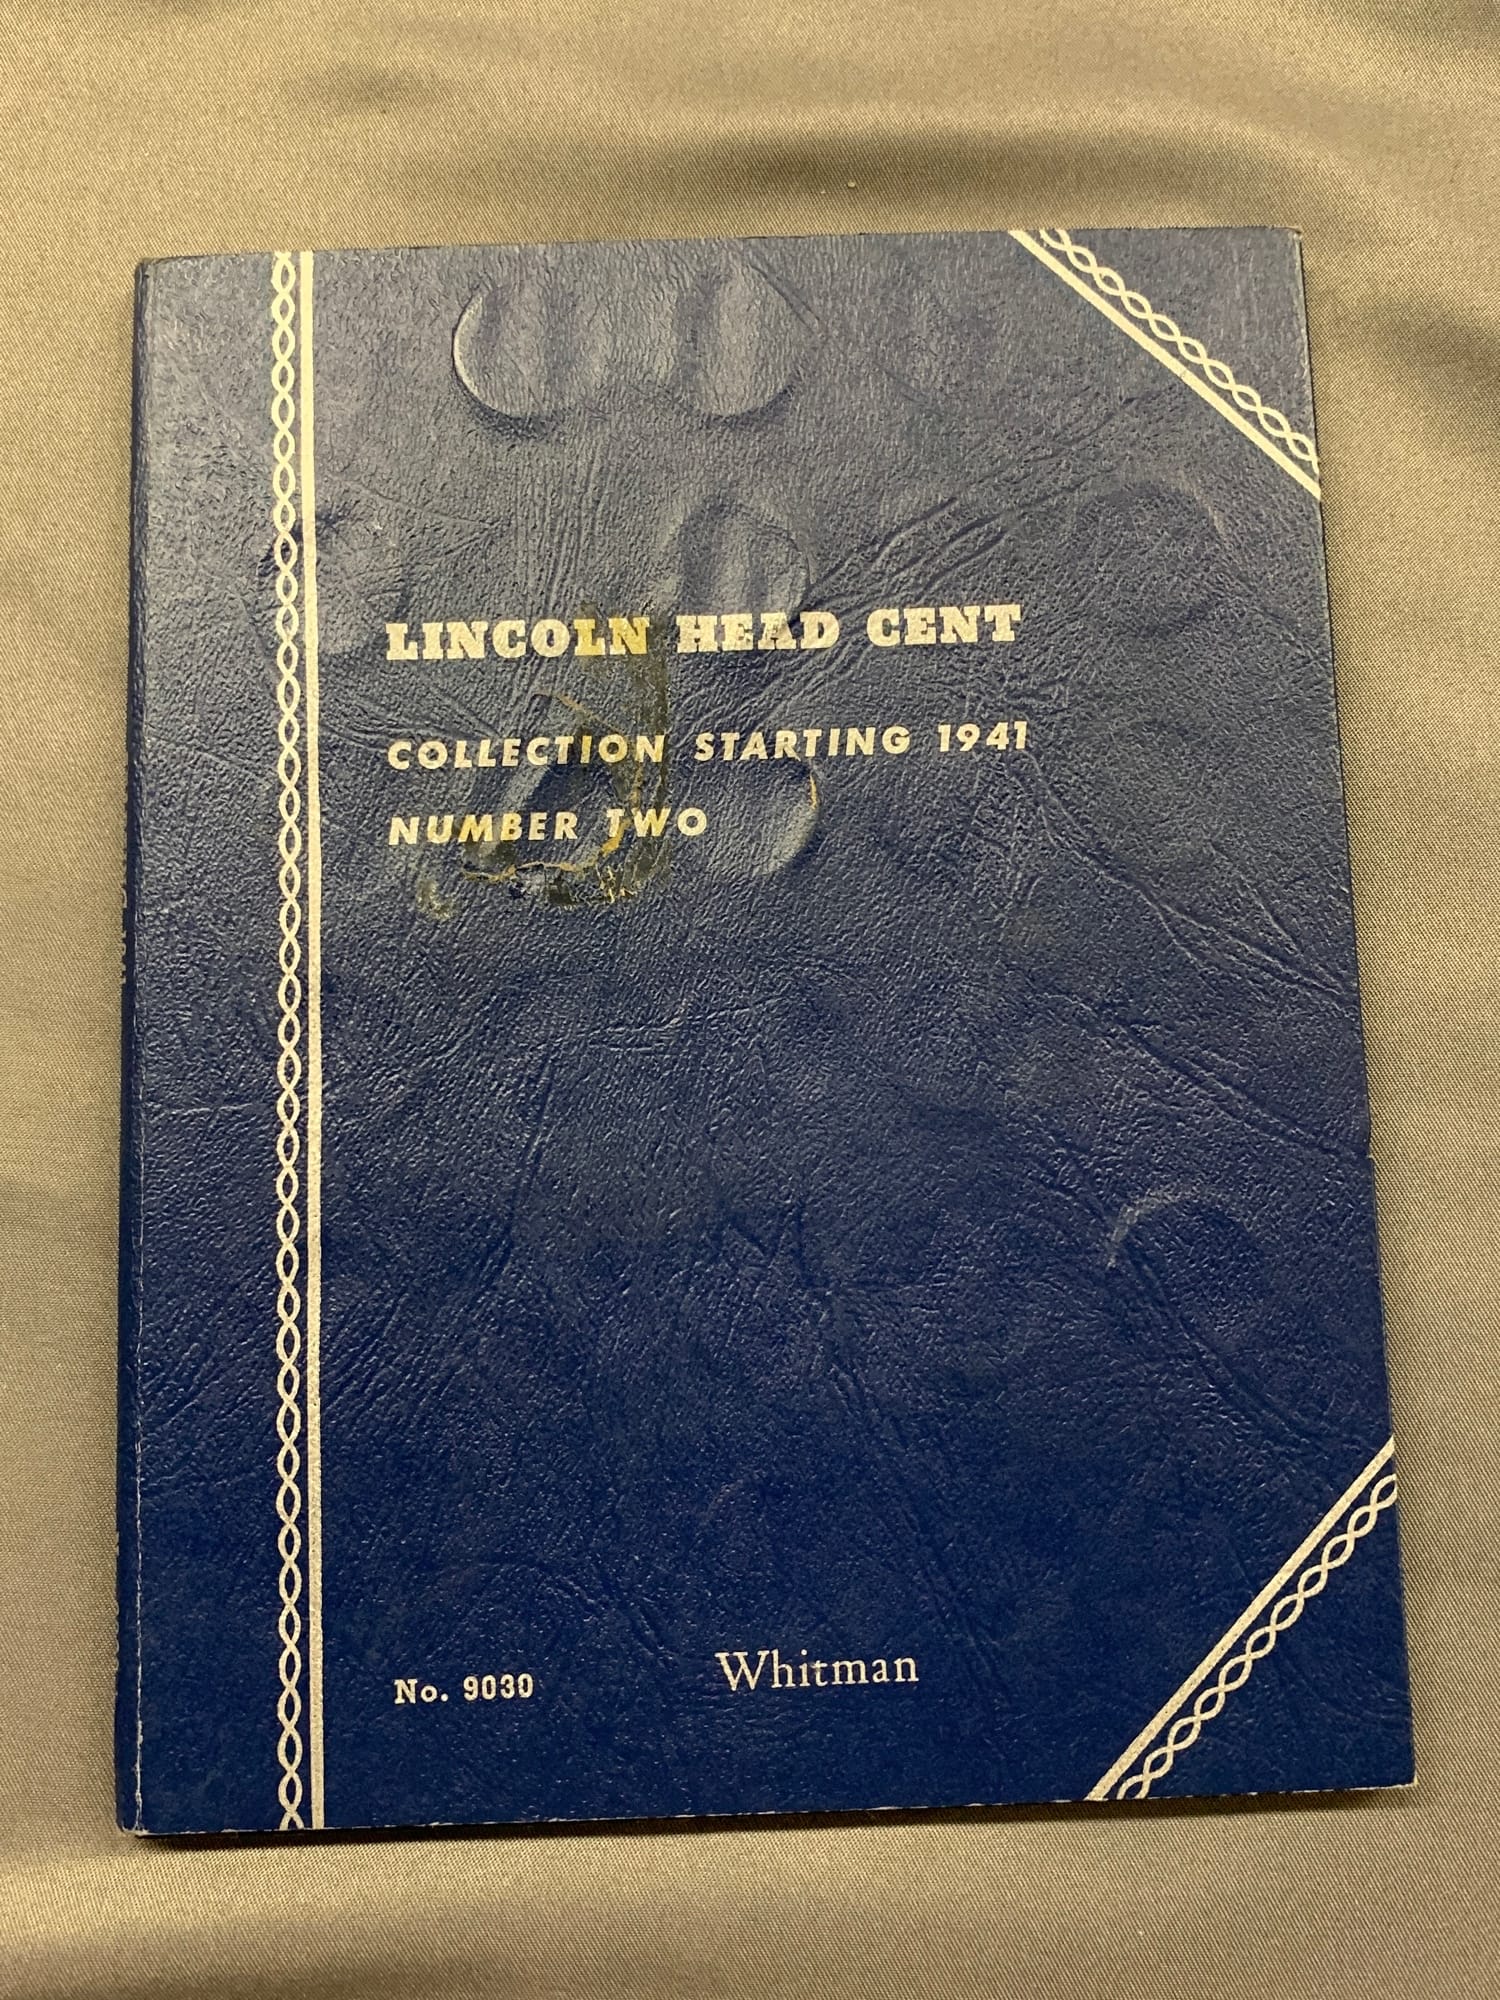 LINCOLN HEAD CENT
COLLECTION STARTING 1941
NUMBER TWO
No. 9030
Whitman